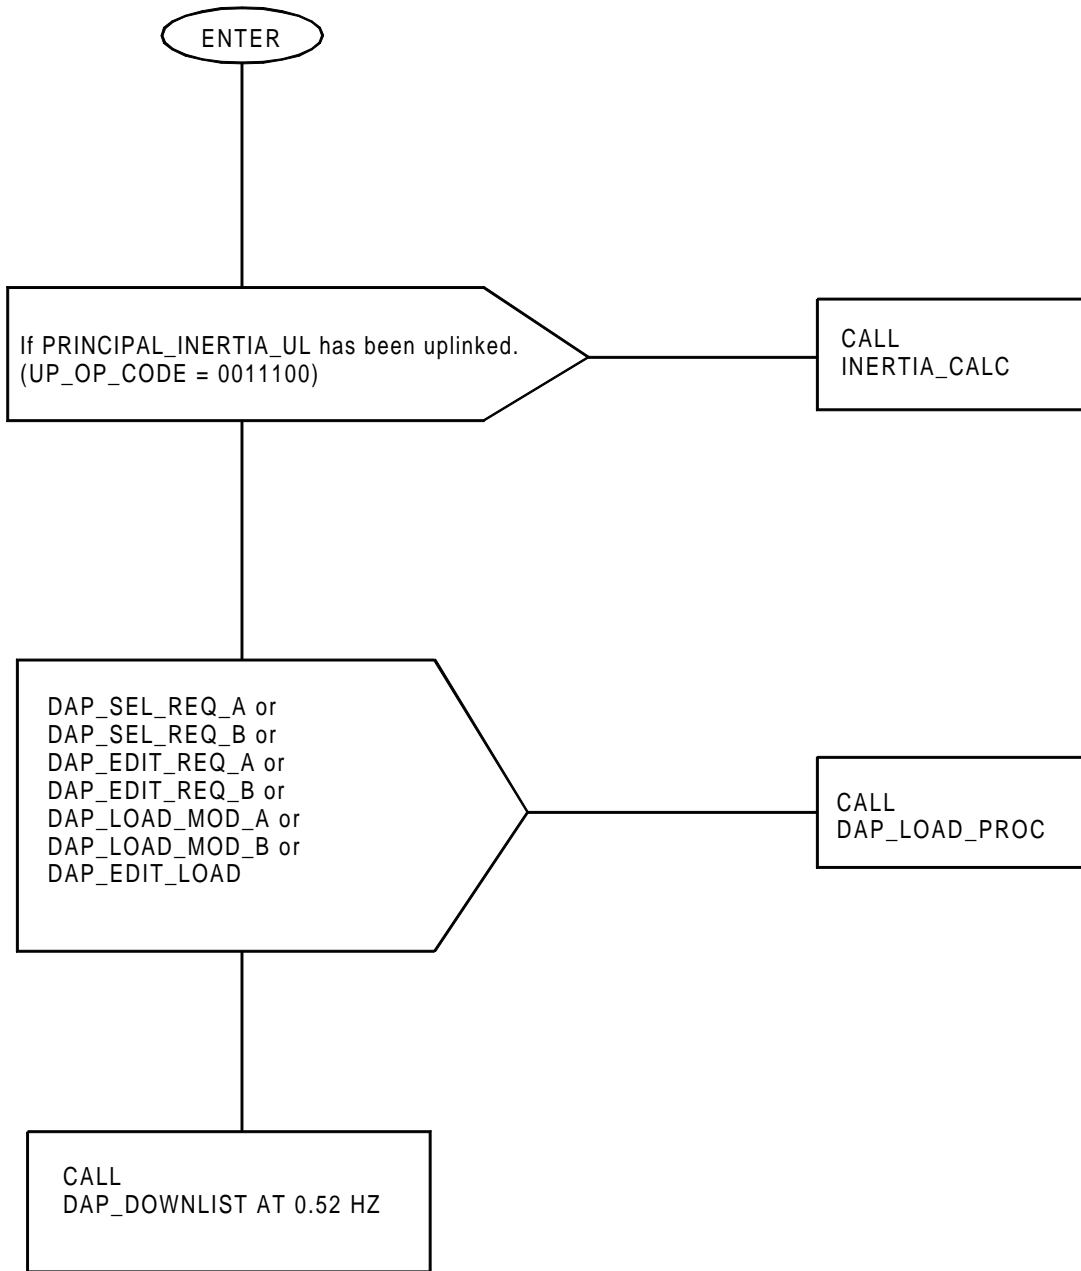 ENTER
If PRINCIPAL_INERTIA_UL has been uplinked.
(UP_OP_CODE = 0011100)
CALL
INERTIA_CALC
DAP_SEL_REQ_A or
DAP_SEL_REQ_B or
DAP_EDIT_REQ_A or
DAP_EDIT_REQ_B or
DAP_LOAD_MOD_A or
DAP_LOAD_MOD_B or
DAP_EDIT_LOAD
CALL
DAP_LOAD_PROC
CALL
DAP_DOWNLIST AT 0.52 HZ